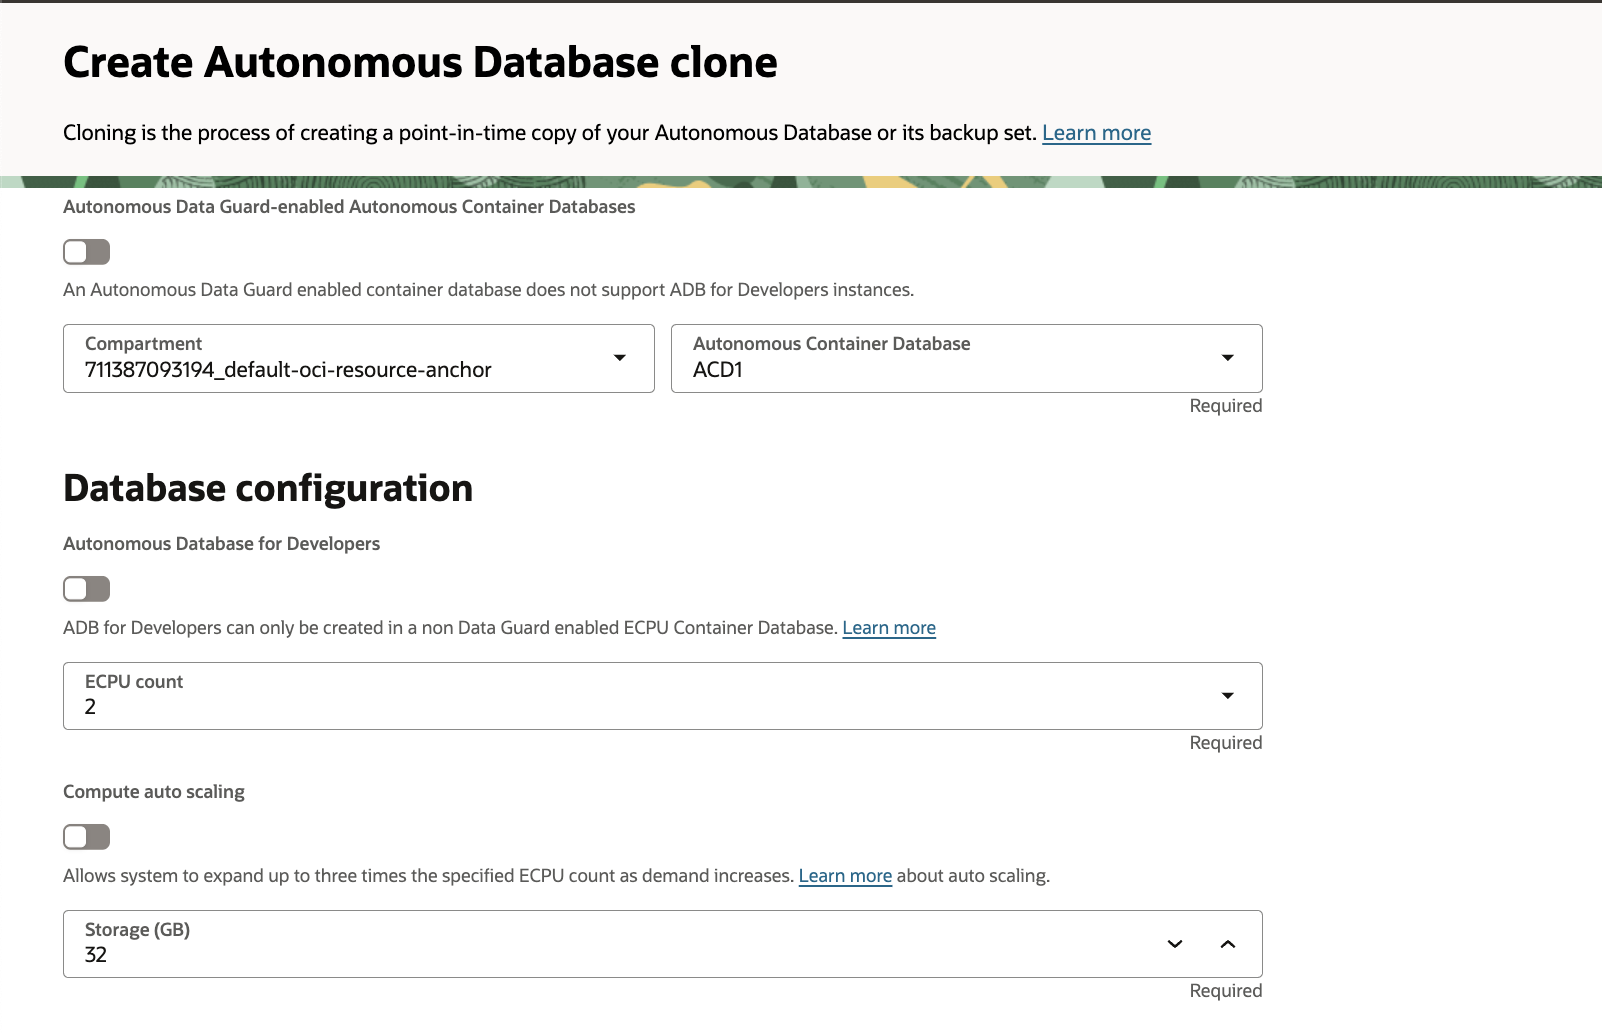 Create Autonomous Database clone
Cloning is the process of creating a point-in-time copy of your Autonomous Database or its backup set. Learn more
Autonomous Data Guard-enabled Autonomous Container Databases
An Autonomous Data Guard enabled container database does not support ADB for Developers instances.
Compartment
711387093194_default-oci-resource-anchor
Autonomous Container Database
ACD1
Required
Database configuration
Autonomous Database for Developers
ADB for Developers can only be created in a non Data Guard enabled ECPU Container Database. Learn more
ECPU count
2
Required
Compute auto scaling
Allows system to expand up to three times the specified ECPU count as demand increases. Learn more about auto scaling.
Storage (GB)
32
Required